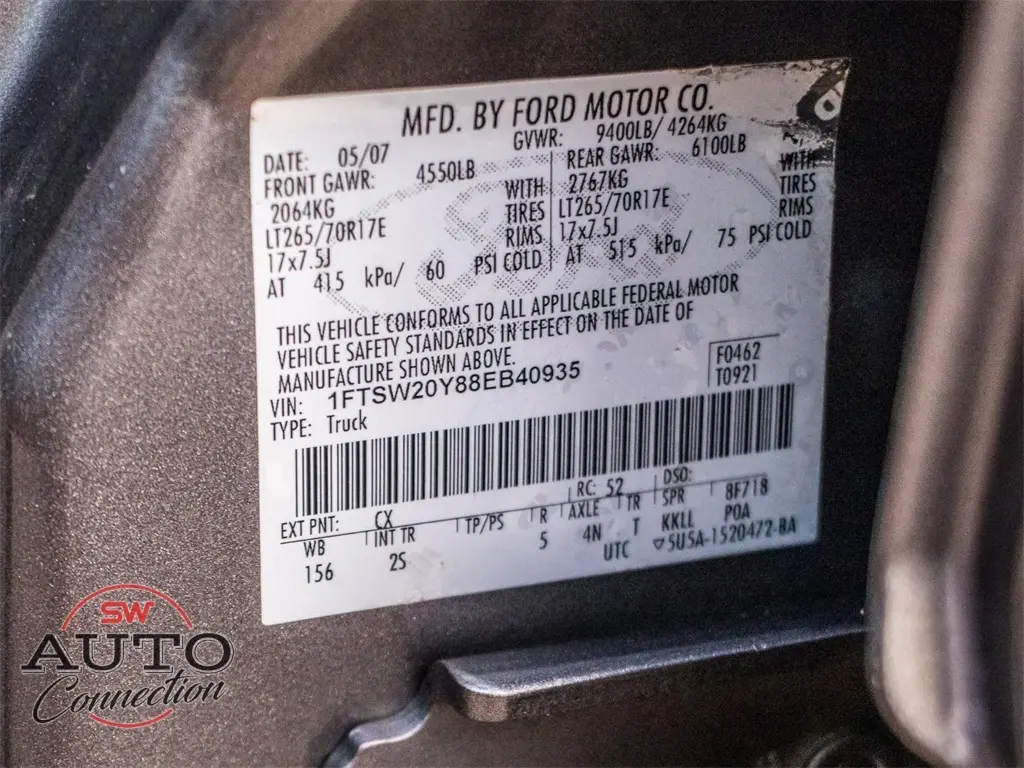 MFD. BY FORD MOTOR CO.
DATE: 05/07 GVWR: 9400LB/ 4264KG
FRONT GAWR: 4550LB REAR GAWR: 6100LB
2064KG WITH 2767KG WITH
LT265/70R17E TIRES LT265/70R17E TIRES
17x7.5J RIMS 17x7.5J RIMS
AT 415 kPa/ 60 PSI COLD AT 515 kPa/ 75 PSI COLD
THIS VEHICLE CONFORMS TO ALL APPLICABLE FEDERAL MOTOR
VEHICLE SAFETY STANDARDS IN EFFECT ON THE DATE OF
MANUFACTURE SHOWN ABOVE.
VIN: 1FTSW20Y88EB40935 F0462
TYPE: Truck T0921
EXT PNT: CX RC: 52 DSO:
WB INT TR TP/PS R AXLE TR SPR 8F718
156 2S 5 4N T KKLL POA
UTC ▽5U5A-1520472-BA
SW
AUTO
Connection